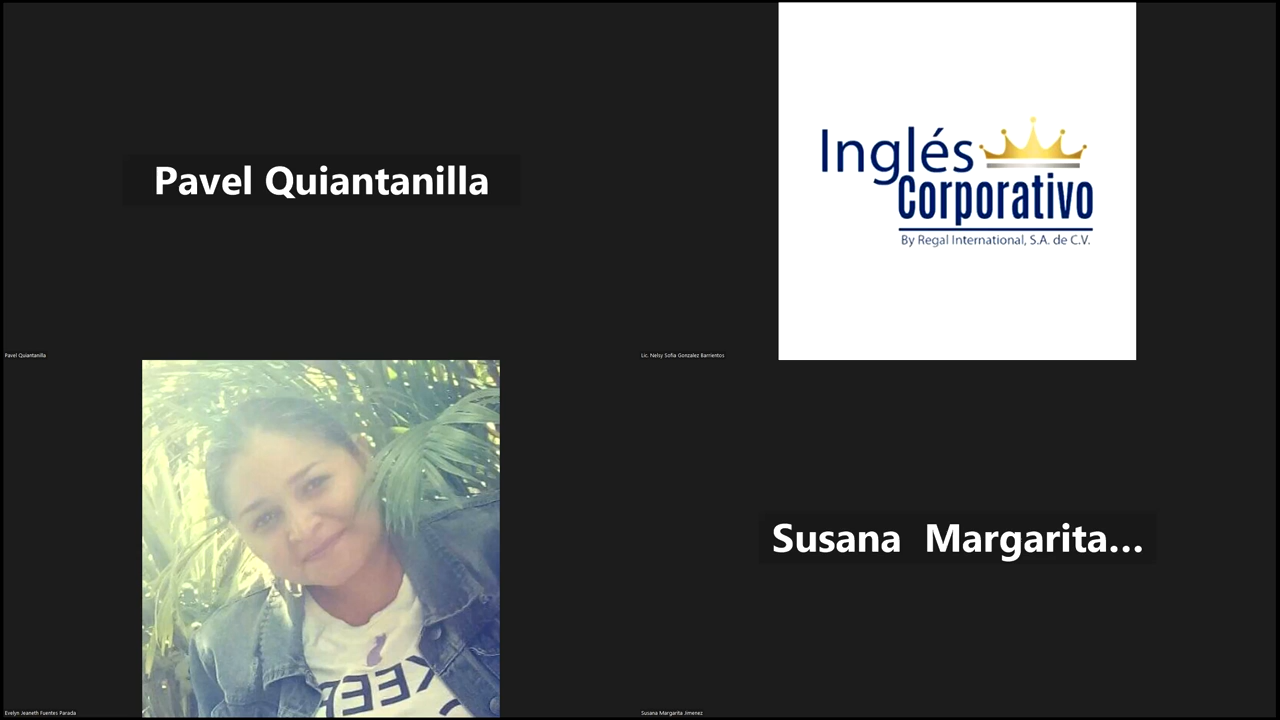 Pavel Quiantanilla
Inglés
Corporativo
By Regal International, S.A. de C.V.
Pavel Quiantanilla
Lic. Nelsy Sofia Gonzalez Barrientos
Susana Margarita...
Evelyn Jeaneth Fuentes Parada
Susana Margarita Jimenez